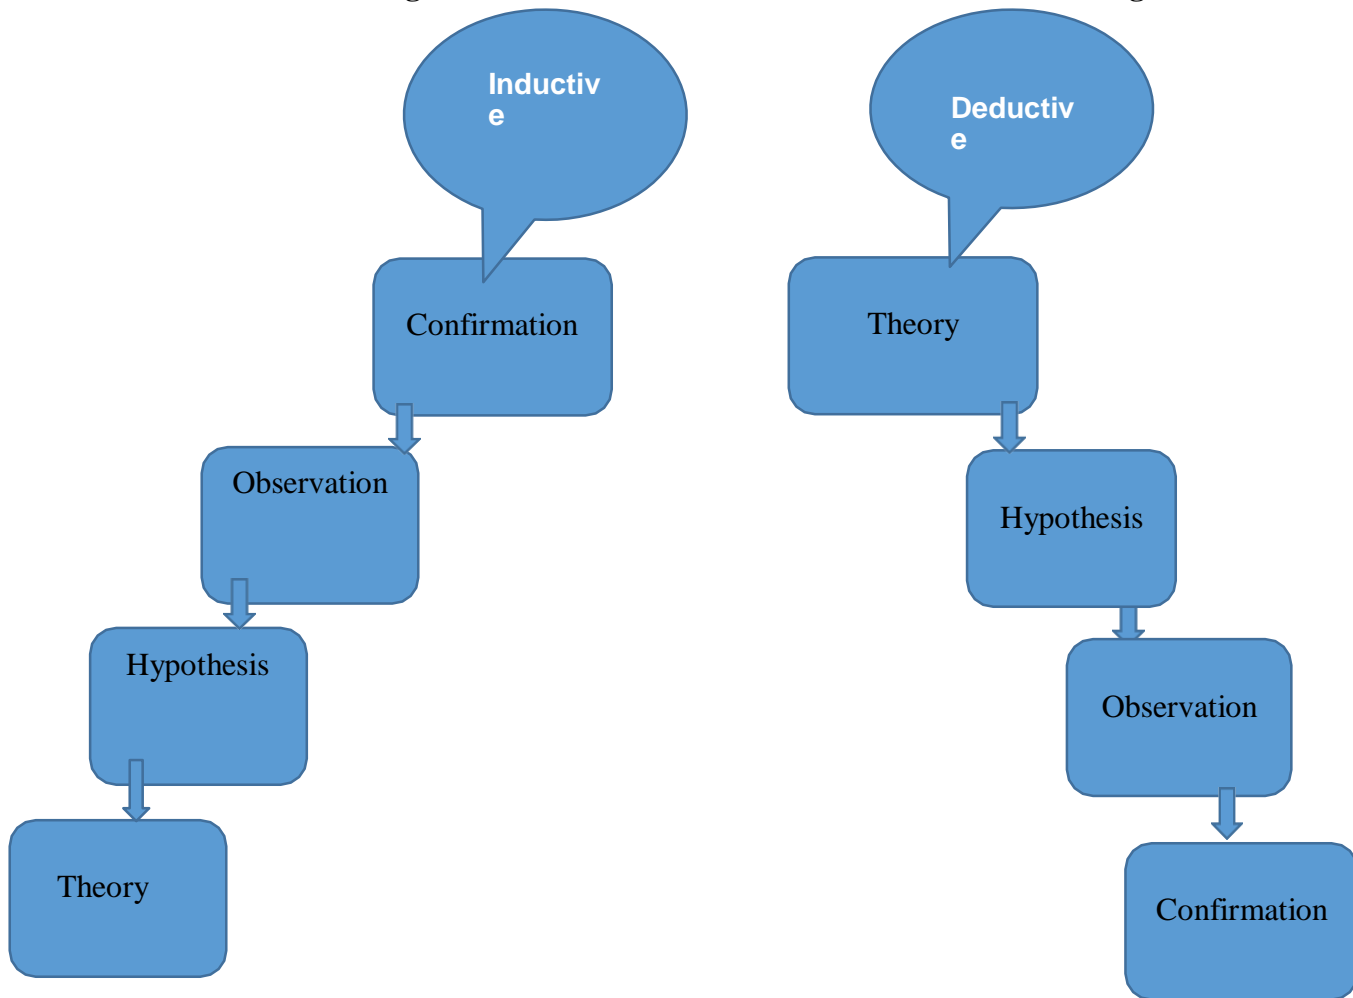 Inductiv
e
Confirmation
Observation
Hypothesis
Theory
Deductiv
e
Theory
Hypothesis
Observation
Confirmation